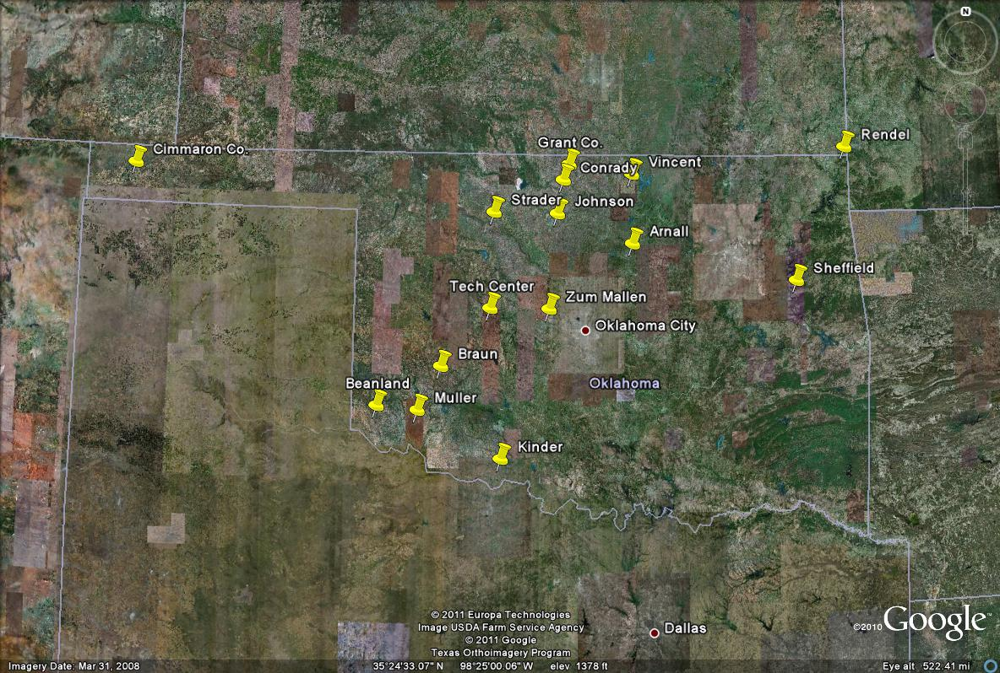 N
Rendel
Grant Co.
Cimmaron Co.
Conrady
Vincent
Strader
Johnson
Arnall
Sheffield
Tech Center
Zum Mallen
Oklahoma City
Braun
Beanland
Oklahoma
Muller
Kinder
© 2011 Europa Technologies
Image USDA Farm Service Agency
© 2011 Google
Texas Orthoimagery Program
Dallas
©2010 Google™
Imagery Date: Mar 31, 2008
35°24'33.07" N 98°25'00.06" W elev 1378 ft
Eye alt 522.41 mi